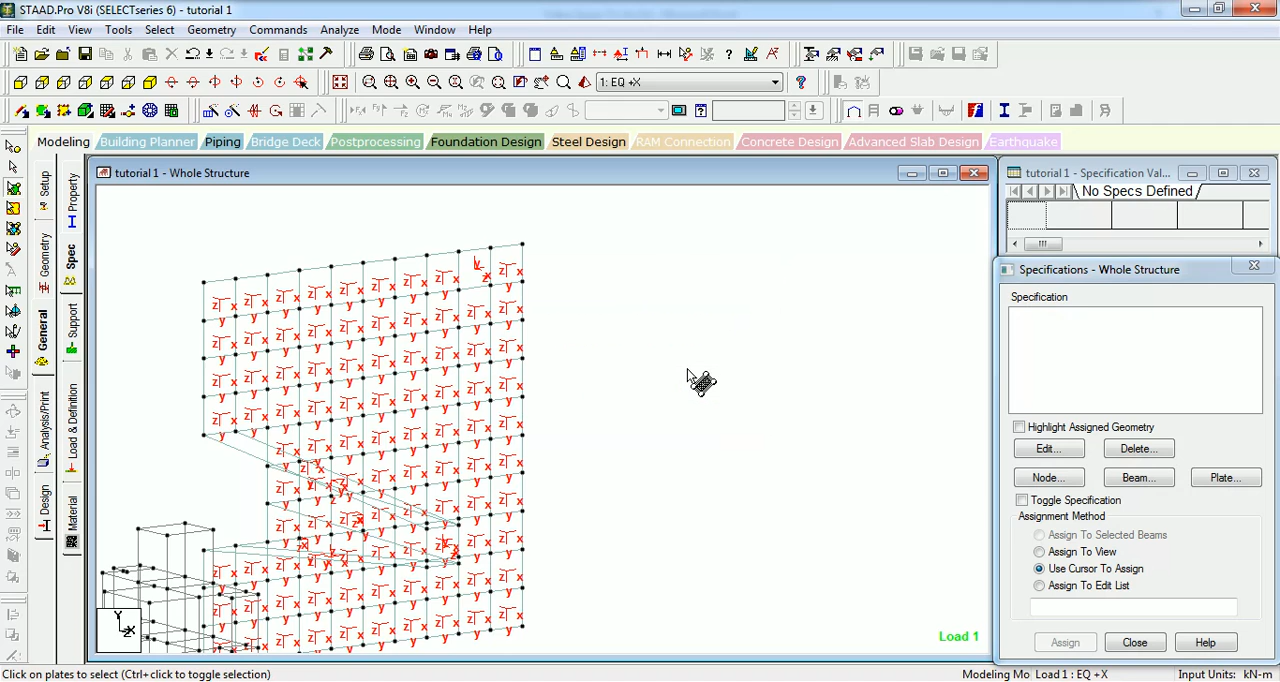 STAAD.Pro V8i (SELECTseries 6) - tutorial 1
File Edit View Tools Select Geometry Commands Analyze Mode Window Help
1: EQ +X
Modeling Building Planner Piping Bridge Deck Postprocessing Foundation Design Steel Design RAM Connection Concrete Design Advanced Slab Design Earthquake
Setup
Geometry
General
Analysis/Print
Design
Property
Spec
Support
Load & Definition
Material
tutorial 1 - Whole Structure
Load 1
tutorial 1 - Specification Val...
No Specs Defined
Specifications - Whole Structure
Specification
Highlight Assigned Geometry
Edit... Delete...
Node... Beam... Plate...
Toggle Specification
Assignment Method
Assign To Selected Beams
Assign To View
Use Cursor To Assign
Assign To Edit List
Assign Close Help
Click on plates to select (Ctrl+click to toggle selection)
Modeling Mo Load 1 : EQ +X Input Units: kN-m